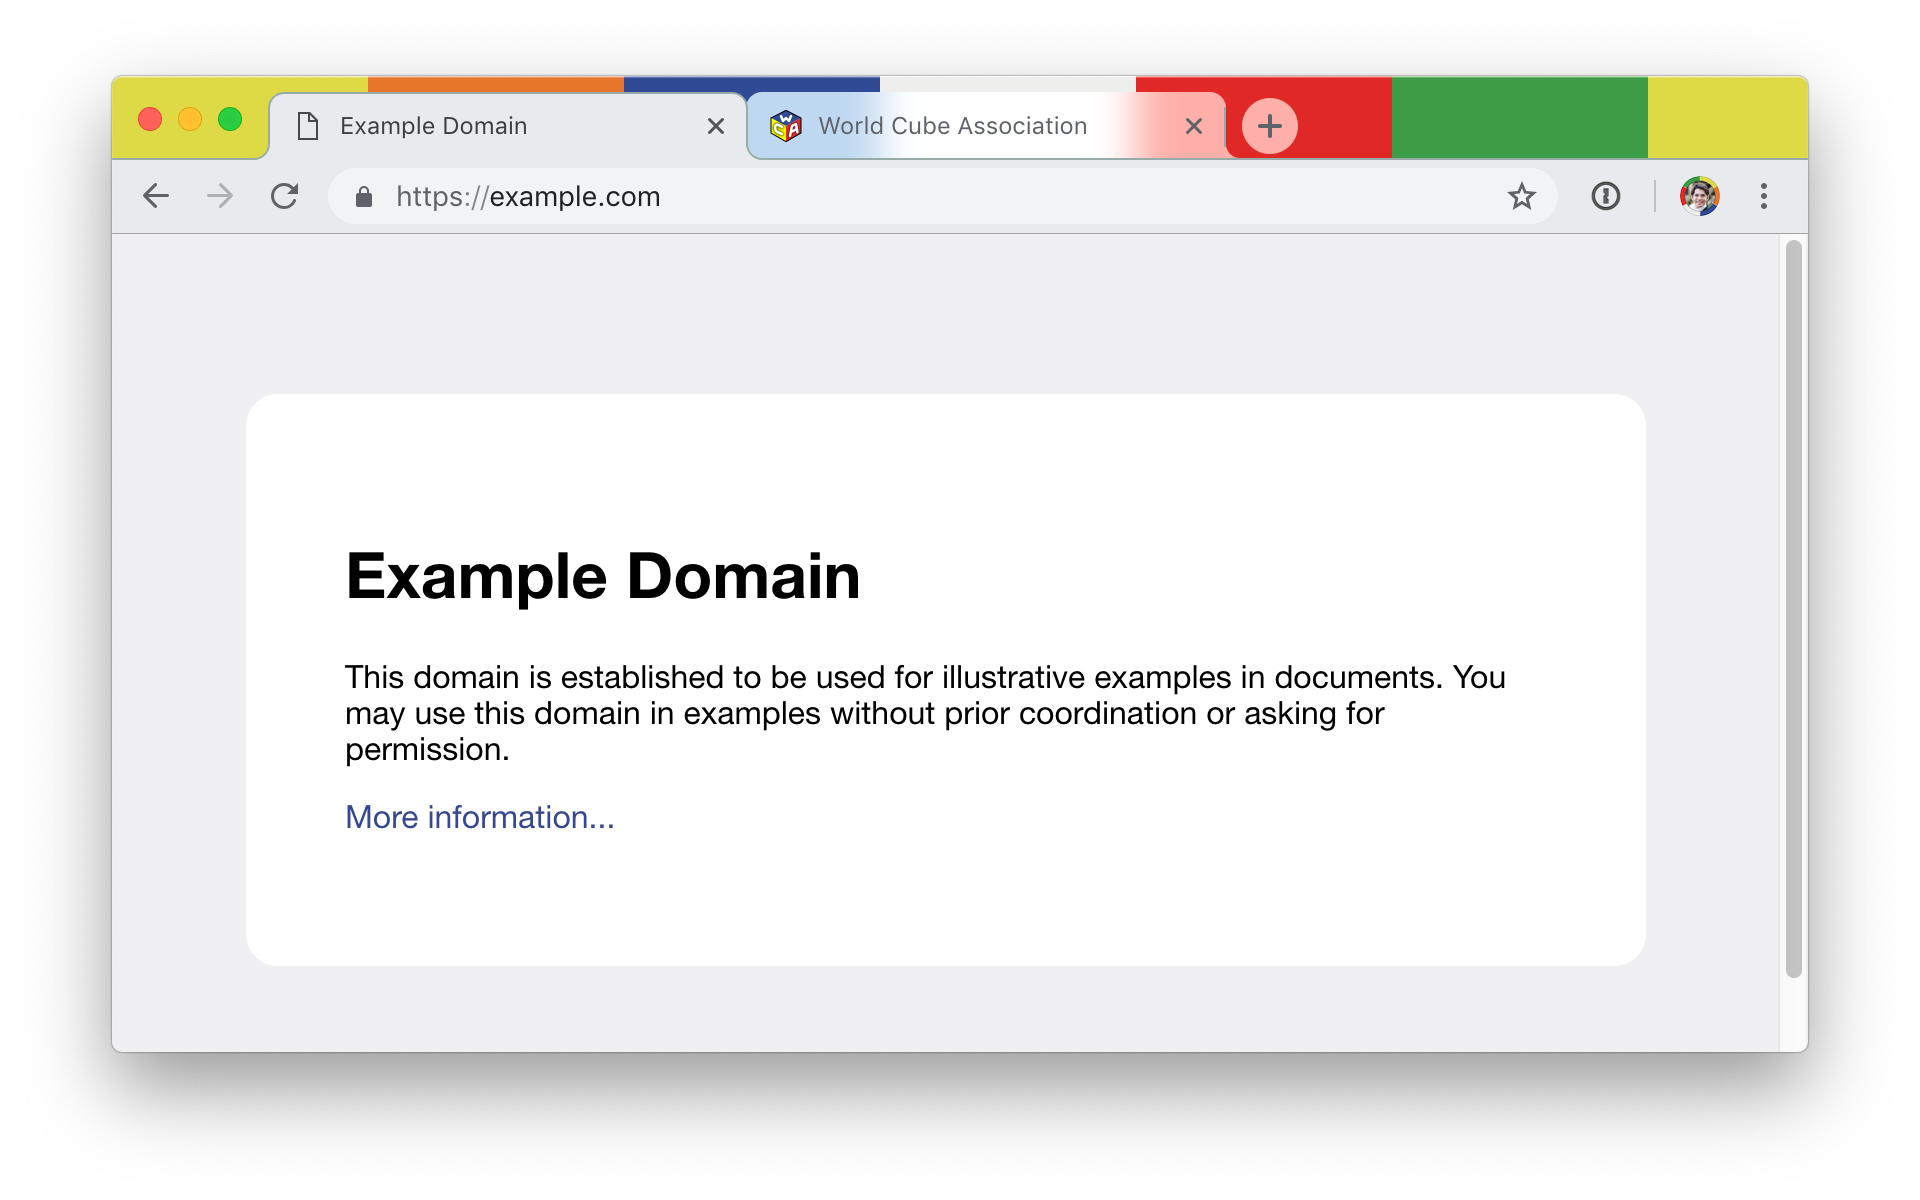 Example Domain
WCA World Cube Association
https://example.com
Example Domain
This domain is established to be used for illustrative examples in documents. You
may use this domain in examples without prior coordination or asking for
permission.
More information...